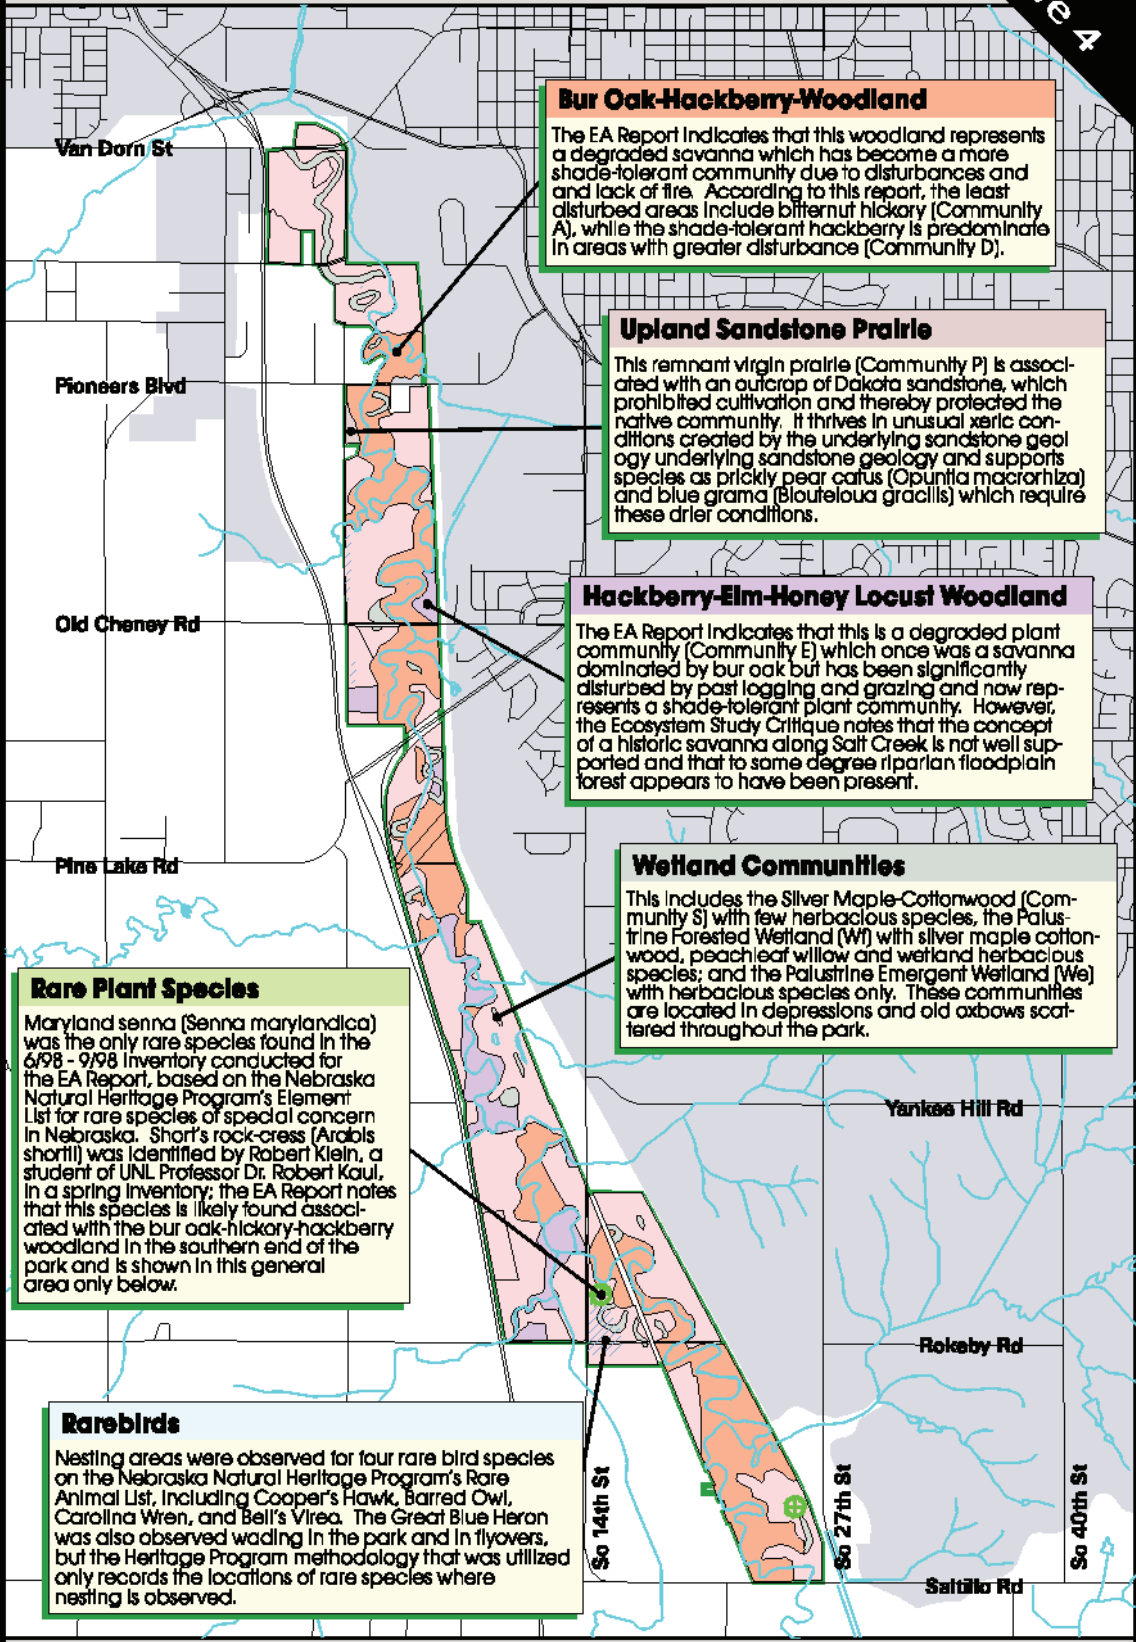 e 4
Van Dorn St
Bur Oak-Hackberry-Woodland
The EA Report indicates that this woodland represents
a degraded savanna which has become a more
shade-tolerant community due to disturbances and
and lack of fire. According to this report, the least
disturbed areas include bitternut hickory (Community
A), while the shade-tolerant hackberry is predominate
in areas with greater disturbance (Community D).
Upland Sandstone Prairie
This remnant virgin prairie (Community P) is associ-
ated with an outcrop of Dakota sandstone, which
prohibited cultivation and thereby protected the
native community. It thrives in unusual xeric con-
ditions created by the underlying sandstone geol
ogy underlying sandstone geology and supports
species as prickly pear catus (Opuntia macrorhiza)
and blue grama (Blouteloua gracilis) which require
these drier conditions.
Pioneers Blvd
Hackberry-Elm-Honey Locust Woodland
The EA Report indicates that this is a degraded plant
community (Community E) which once was a savanna
dominated by bur oak but has been significantly
disturbed by past logging and grazing and now rep-
resents a shade-tolerant plant community. However,
the Ecosystem Study Critique notes that the concept
of a historic savanna along Salt Creek is not well sup-
ported and that to some degree riparian floodplain
forest appears to have been present.
Old Cheney Rd
Pine Lake Rd
Wetland Communities
This includes the Silver Maple-Cottonwood (Com-
munity S) with few herbacious species, the Palus-
trine Forested Wetland (Wf) with silver maple cotton-
wood, peachleaf willow and wetland herbacious
species; and the Palustrine Emergent Wetland (We)
with herbacious species only. These communities
are located in depressions and old oxbows scat-
tered throughout the park.
Rare Plant Species
Maryland senna (Senna marylandica)
was the only rare species found in the
6/98 - 9/98 inventory conducted for
the EA Report, based on the Nebraska
Natural Heritage Program's Element
List for rare species of special concern
in Nebraska. Short's rock-cress (Arabis
shortii) was identified by Robert Klein, a
student of UNL Professor Dr. Robert Kaul,
in a spring inventory; the EA Report notes
that this species is likely found associ-
ated with the bur oak-hickory-hackberry
woodland in the southern end of the
park and is shown in this general
area only below.
Yankee Hill Rd
Rokeby Rd
Rarebirds
Nesting areas were observed for four rare bird species
on the Nebraska Natural Heritage Program's Rare
Animal List, including Cooper's Hawk, Barred Owl,
Carolina Wren, and Bell's Vireo. The Great Blue Heron
was also observed wading in the park and in flyovers,
but the Heritage Program methodology that was utilized
only records the locations of rare species where
nesting is observed.
So 14th St
So 27th St
So 40th St
Saltillo Rd